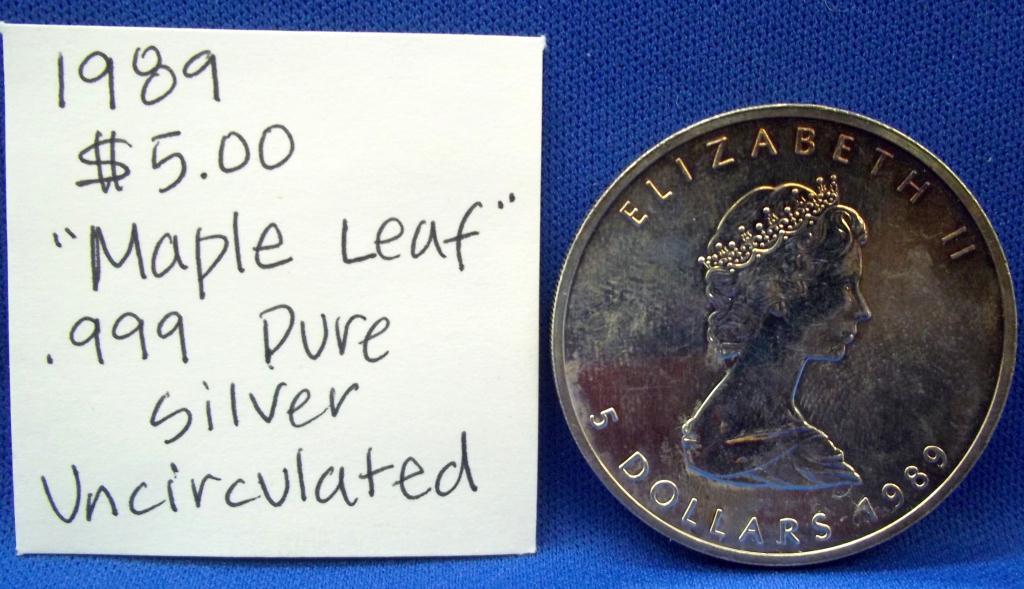 1989
$5.00
"Maple Leaf"
.999 Pure
silver
Uncirculated
ELIZABETH II
5 DOLLARS 1989